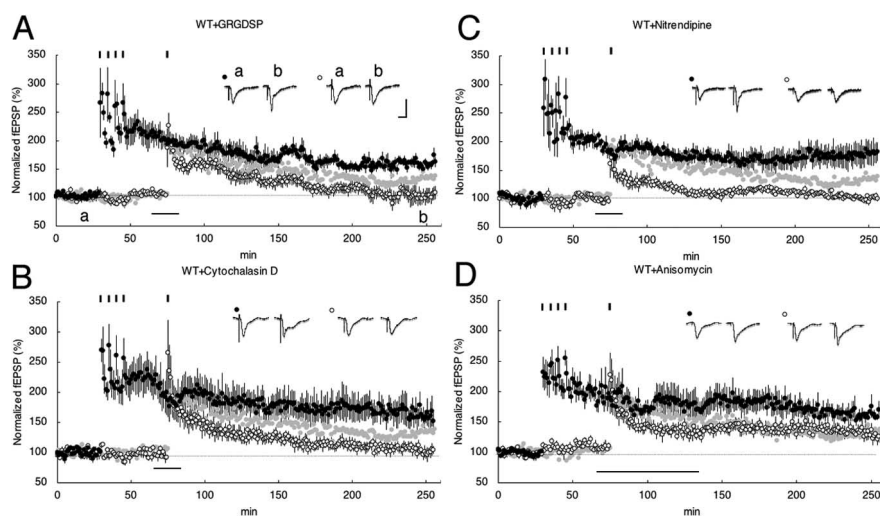 A
WT+GRGDSP
350
300
250
200
150
100
50
Normalized fEPSP (%)
a b a b
a b
0 50 100 150 200 250
min
B
WT+Cytochalasin D
350
300
250
200
150
100
50
Normalized fEPSP (%)
0 50 100 150 200 250
min
C
WT+Nitrendipine
350
300
250
200
150
100
50
Normalized fEPSP (%)
0 50 100 150 200 250
min
D
WT+Anisomycin
350
300
250
200
150
100
50
Normalized fEPSP (%)
0 50 100 150 200 250
min